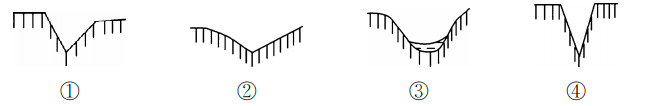 ① ② ③ ④